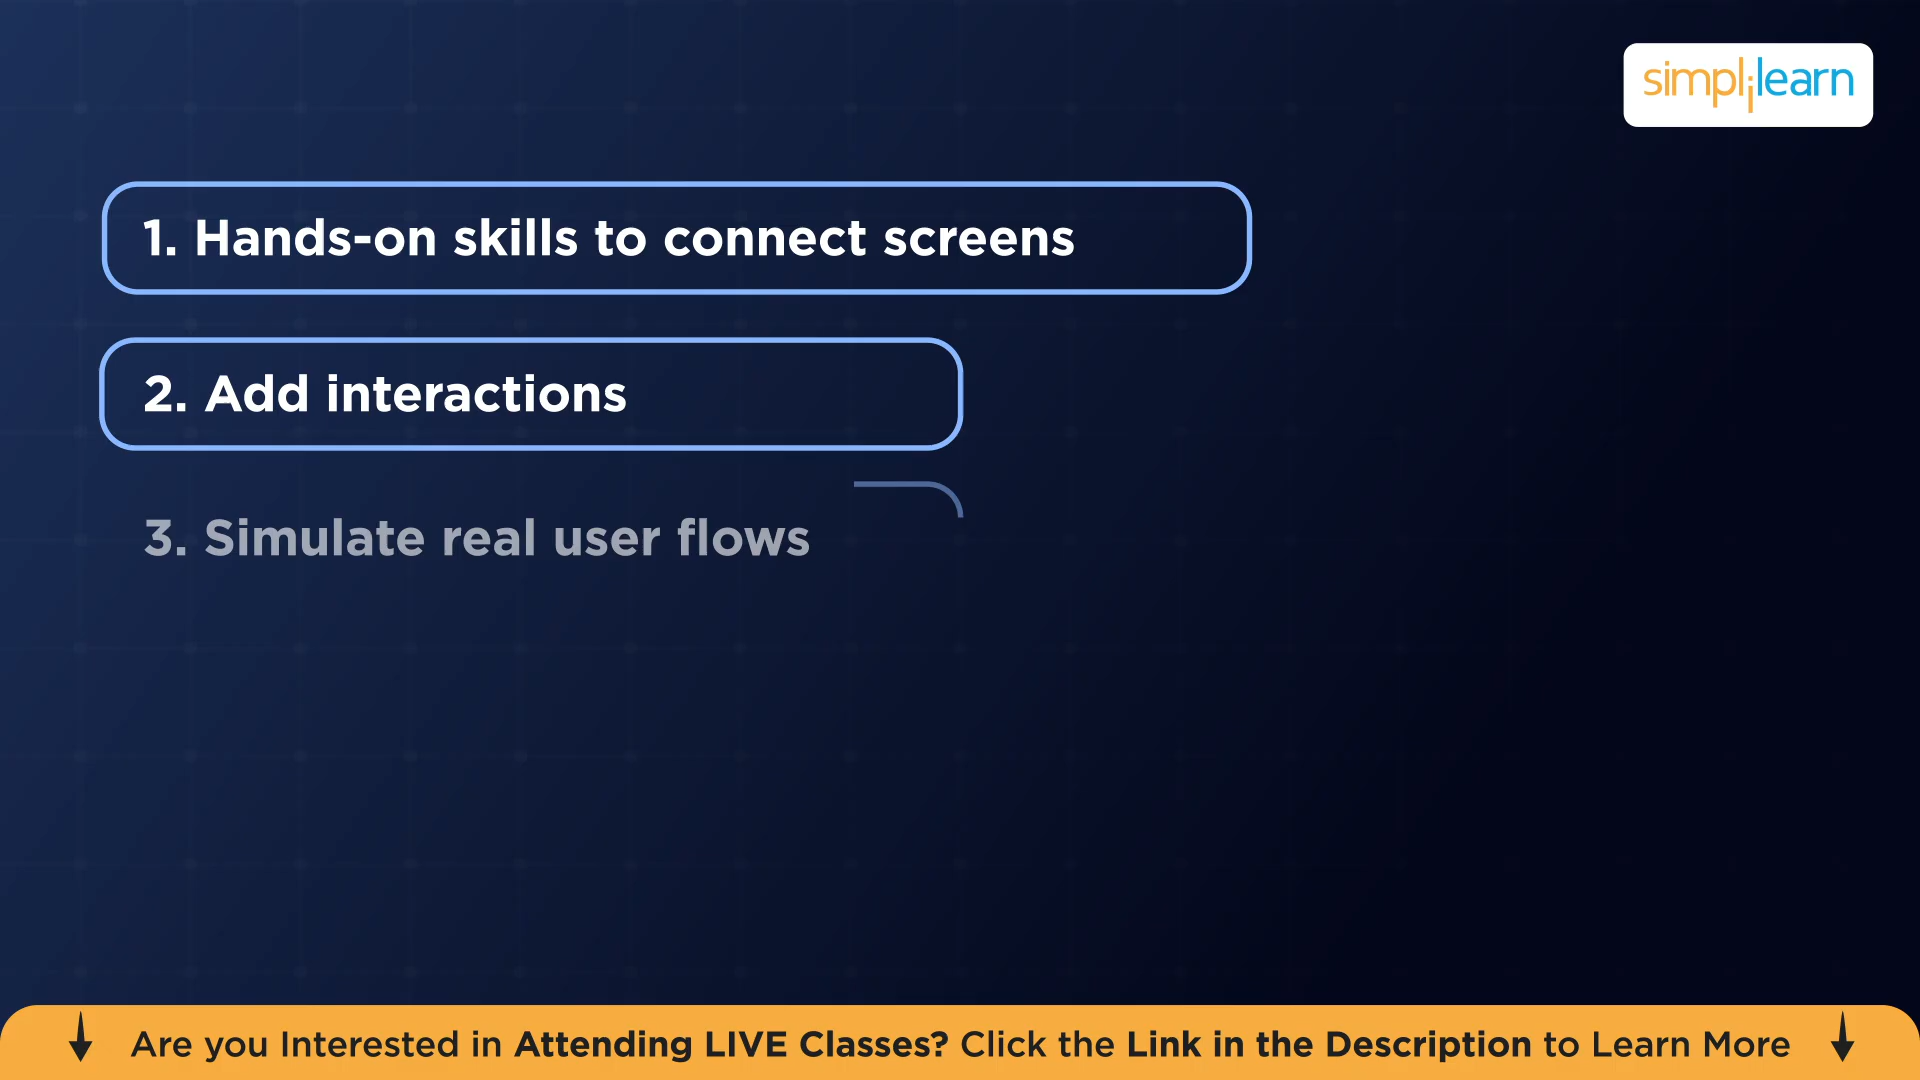 simplilearn
1. Hands-on skills to connect screens
2. Add interactions
3. Simulate real user flows
Are you Interested in Attending LIVE Classes? Click the Link in the Description to Learn More